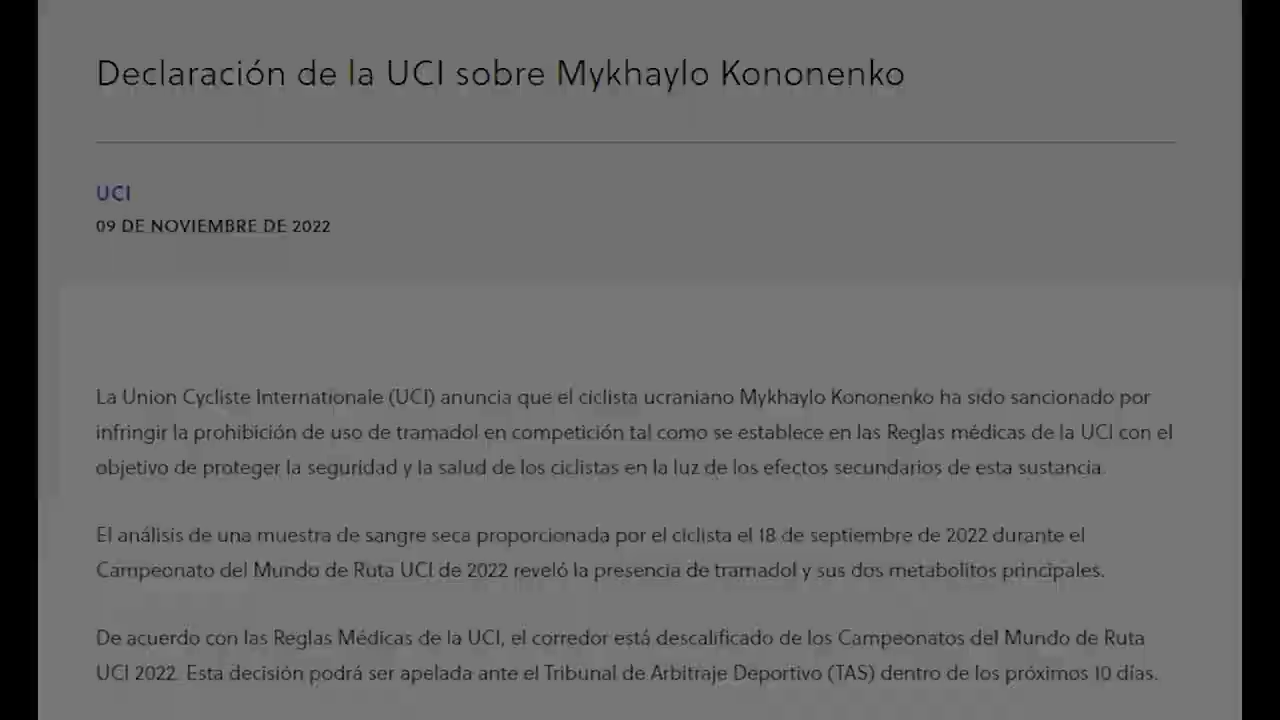 Declaración de la UCI sobre Mykhaylo Kononenko
UCI
09 DE NOVIEMBRE DE 2022
La Union Cycliste Internationale (UCI) anuncia que el ciclista ucraniano Mykhaylo Kononenko ha sido sancionado por
infringir la prohibición de uso de tramadol en competición tal como se establece en las Reglas médicas de la UCI con el
objetivo de proteger la seguridad y la salud de los ciclistas en la luz de los efectos secundarios de esta sustancia.
El análisis de una muestra de sangre seca proporcionada por el ciclista el 18 de septiembre de 2022 durante el
Campeonato del Mundo de Ruta UCI de 2022 reveló la presencia de tramadol y sus dos metabolitos principales.
De acuerdo con las Reglas Médicas de la UCI, el corredor está descalificado de los Campeonatos del Mundo de Ruta
UCI 2022. Esta decisión podrá ser apelada ante el Tribunal de Arbitraje Deportivo (TAS) dentro de los próximos 10 días.